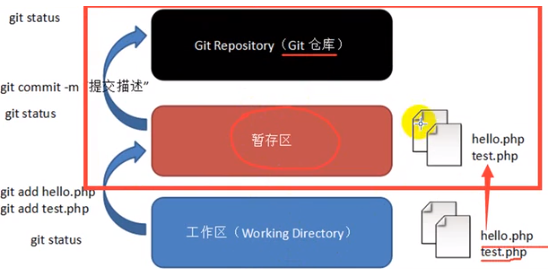 git status
Git Repository（Git 仓库）
git commit -m "提交描述"
git status
暂存区
hello.php
test.php
git add hello.php
git add test.php
工作区（Working Directory）
git status
hello.php
test.php